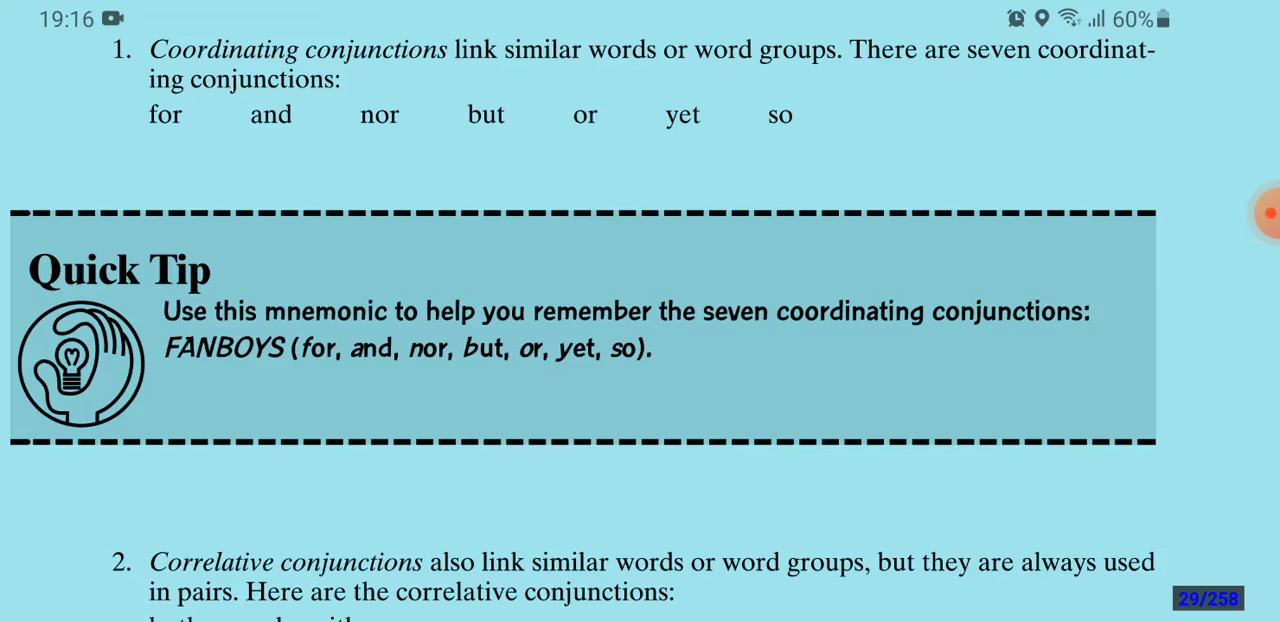 19:16 60%
1. Coordinating conjunctions link similar words or word groups. There are seven coordinat-
ing conjunctions:
for and nor but or yet so
Quick Tip
Use this mnemonic to help you remember the seven coordinating conjunctions:
FANBOYS (for, and, nor, but, or, yet, so).
2. Correlative conjunctions also link similar words or word groups, but they are always used
in pairs. Here are the correlative conjunctions:
29/258